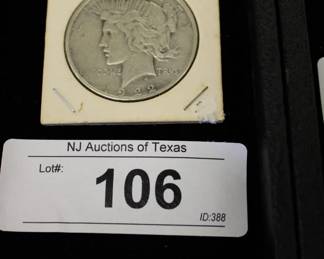 NJ Auctions of Texas
Lot#:
106
ID:388